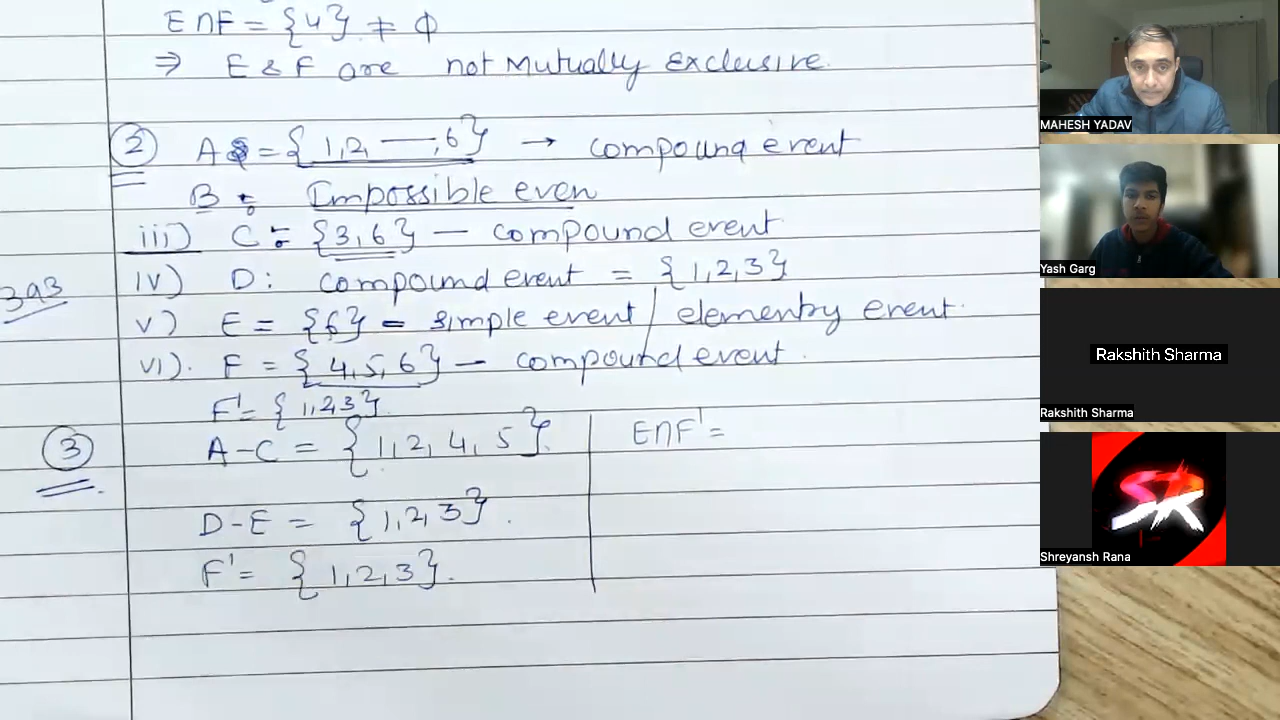 E∩F = {4} ≠ Φ
⇒ E & F are not Mutually Exclusive.
② A = {1,2 —,6} → compound event
B : Impossible even
iii) C = {3,6} — compound event
3a3
iv) D: compound event = {1,2,3}
v) E = {6} — simple event / elementry event.
vi). F = {4,5,6} — compound event.
F' = {1,2,3}
③ A-C = {1,2,4,5}.
E∩F' =
D-E = {1,2,3}.
F' = {1,2,3}.
MAHESH YADAV
Yash Garg
Rakshith Sharma
Rakshith Sharma
SR
Shreyansh Rana